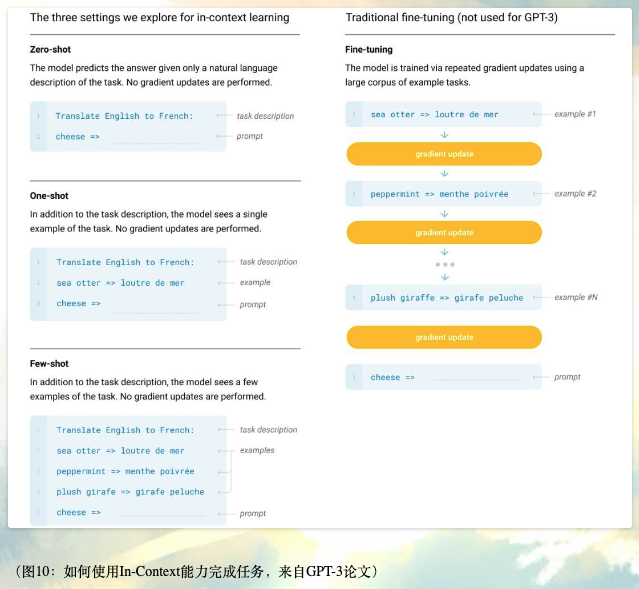 The three settings we explore for in-context learning
Zero-shot
The model predicts the answer given only a natural language
description of the task. No gradient updates are performed.
1 Translate English to French: task description
2 cheese => prompt
One-shot
In addition to the task description, the model sees a single
example of the task. No gradient updates are performed.
1 Translate English to French: task description
2 sea otter => loutre de mer example
3 cheese => prompt
Few-shot
In addition to the task description, the model sees a few
examples of the task. No gradient updates are performed.
Translate English to French: task description
sea otter => loutre de mer examples
peppermint => menthe poivrée
plush girafe => girafe peluche
cheese => prompt
Traditional fine-tuning (not used for GPT-3)
Fine-tuning
The model is trained via repeated gradient updates using a
large corpus of example tasks.
1 sea otter => loutre de mer example #1
gradient update
1 peppermint => menthe poivrée example #2
gradient update
1 plush giraffe => girafe peluche example #N
gradient update
1 cheese => prompt
(图10：如何使用In-Context能力完成任务，来自GPT-3论文)